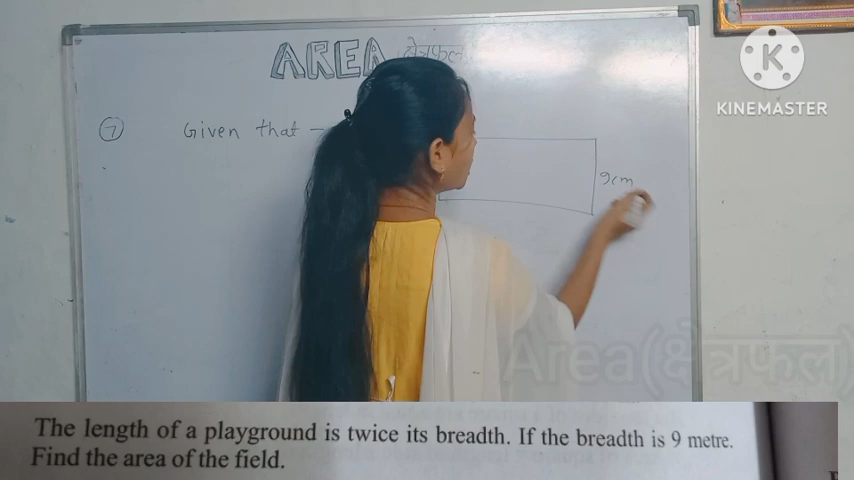 AREA क्षेत्रफल
KINEMASTER
7 Given that -
9cm
Area(क्षेत्रफल)
The length of a playground is twice its breadth. If the breadth is 9 metre.
Find the area of the field.